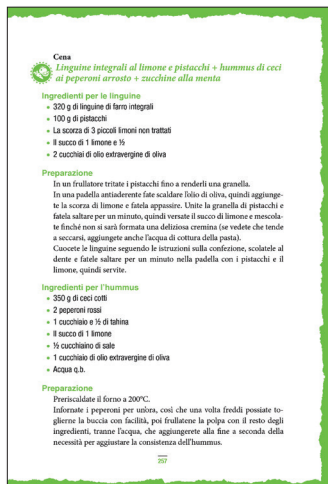 Cena
Linguine integrali al limone e pistacchi + hummus di ceci
ai peperoni arrosto + zucchine alla menta
Ingredienti per le linguine
• 320 g di linguine di farro integrali
• 100 g di pistacchi
• La scorza di 3 piccoli limoni non trattati
• Il succo di 1 limone e ½
• 2 cucchiai di olio extravergine di oliva
Preparazione
In un frullatore tritate i pistacchi fino a renderli una granella.
In una padella antiaderente fate scaldare l'olio di oliva, quindi aggiunge-
te la scorza di limone e fatela appassire. Unite la granella di pistacchi e
fatela saltare per un minuto, quindi versate il succo di limone e mescola-
te finché non si sarà formata una deliziosa cremina (se vedete che tende
a seccarsi, aggiungete anche l'acqua di cottura della pasta).
Cuocete le linguine seguendo le istruzioni sulla confezione, scolatele al
dente e fatele saltare per un minuto nella padella con i pistacchi e il
limone, quindi servite.
Ingredienti per l'hummus
• 350 g di ceci cotti
• 2 peperoni rossi
• 1 cucchiaio e ½ di tahina
• Il succo di 1 limone
• ½ cucchiaino di sale
• 1 cucchiaio di olio extravergine di oliva
• Acqua q.b.
Preparazione
Preriscaldate il forno a 200°C.
Infornate i peperoni per un'ora, così che una volta freddi possiate to-
glierne la buccia con facilità, poi frullatene la polpa con il resto degli
ingredienti, tranne l'acqua, che aggiungerete alla fine a seconda della
necessità per aggiustare la consistenza dell'hummus.
257